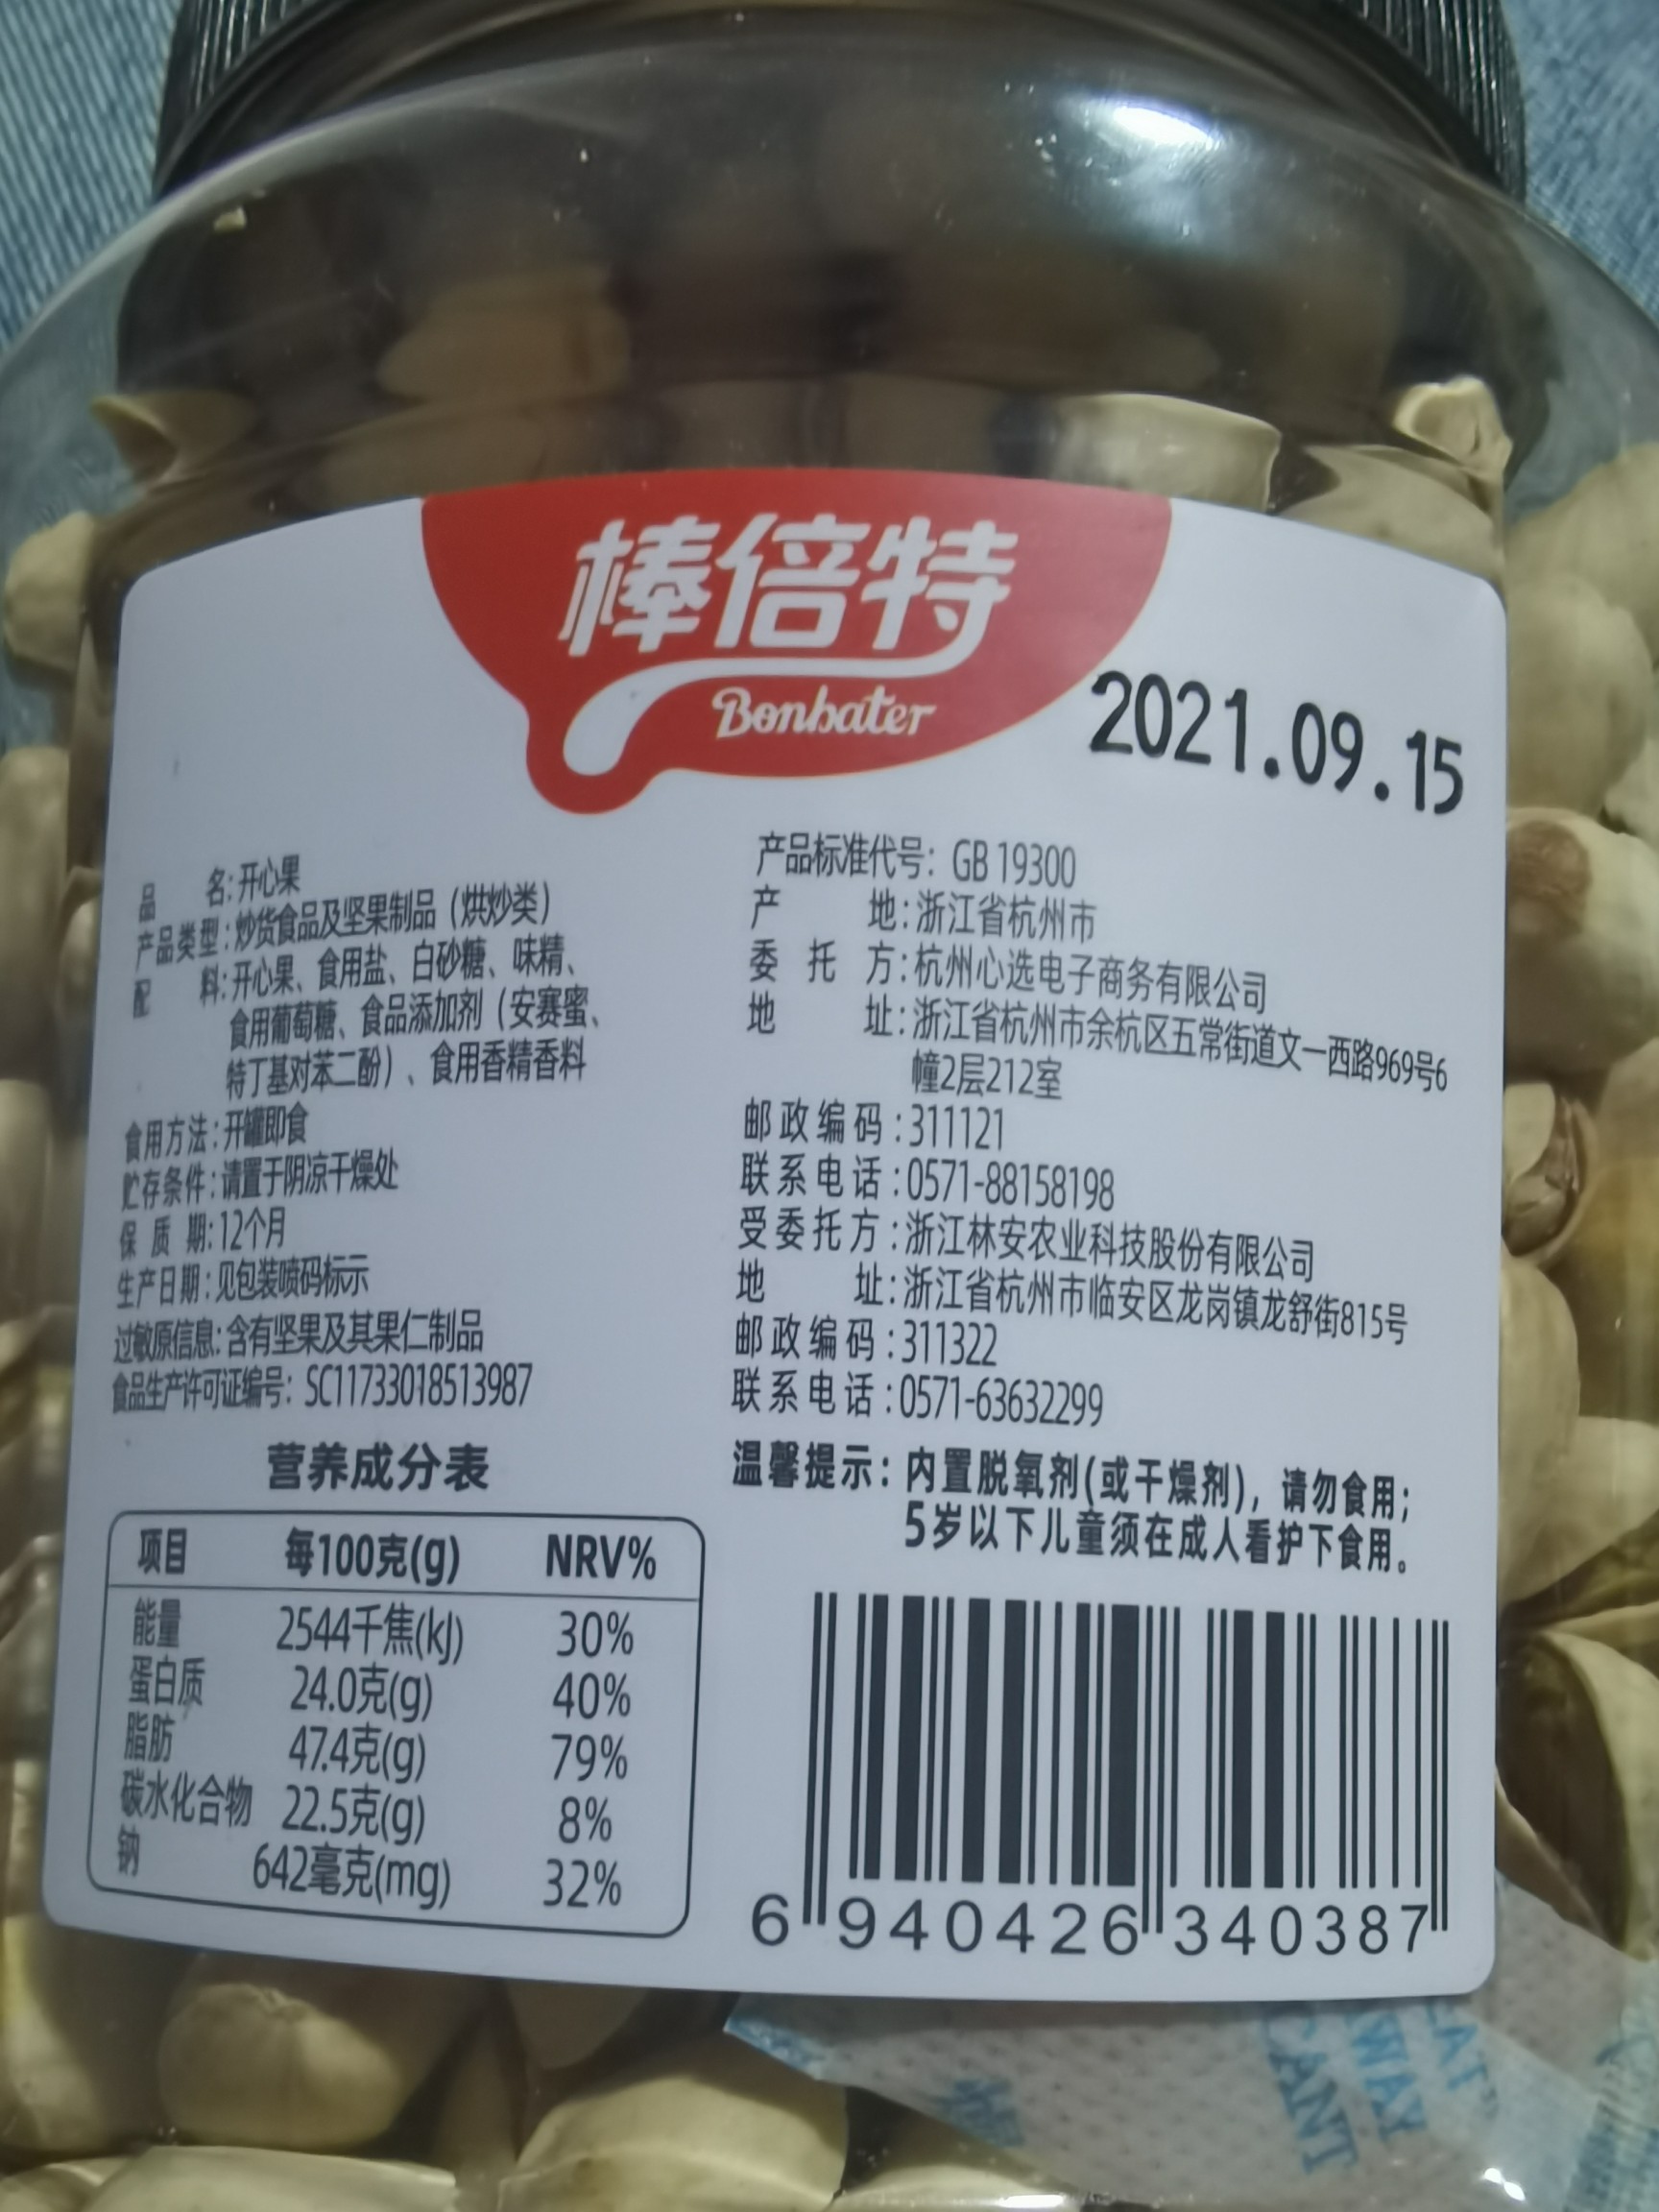 棒倍特
Bonbater
2021.09.15
品名:开心果
产品类型:炒货食品及坚果制品（烘炒类）
配料:开心果、食用盐、白砂糖、味精、
食用葡萄糖、食品添加剂（安赛蜜、
特丁基对苯二酚）、食用香精香料
食用方法:开罐即食
贮存条件:请置于阴凉干燥处
保质期:12个月
生产日期:见包装喷码标示
过敏原信息:含有坚果及其果仁制品
食品生产许可证编号: SC11733018513987
营养成分表
项目 每100克(g) NRV%
能量 2544千焦(kJ) 30%
蛋白质 24.0克(g) 40%
脂肪 47.4克(g) 79%
碳水化合物 22.5克(g) 8%
钠 642毫克(mg) 32%
产品标准代号: GB 19300
产地:浙江省杭州市
委托方:杭州心选电子商务有限公司
地址:浙江省杭州市余杭区五常街道文一西路969号6
幢2层212室
邮政编码:311121
联系电话:0571-88158198
受委托方:浙江林安农业科技股份有限公司
地址:浙江省杭州市临安区龙岗镇龙舒街815号
邮政编码:311322
联系电话:0571-63632299
温馨提示: 内置脱氧剂(或干燥剂)，请勿食用；
5岁以下儿童须在成人看护下食用。
6 940426 340387